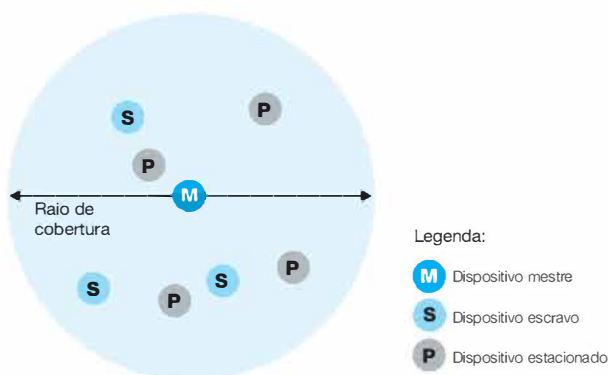 S
P
P
M
Raio de
cobertura
S
P
S
P
Legenda:
M Dispositivo mestre
S Dispositivo escravo
P Dispositivo estacionado